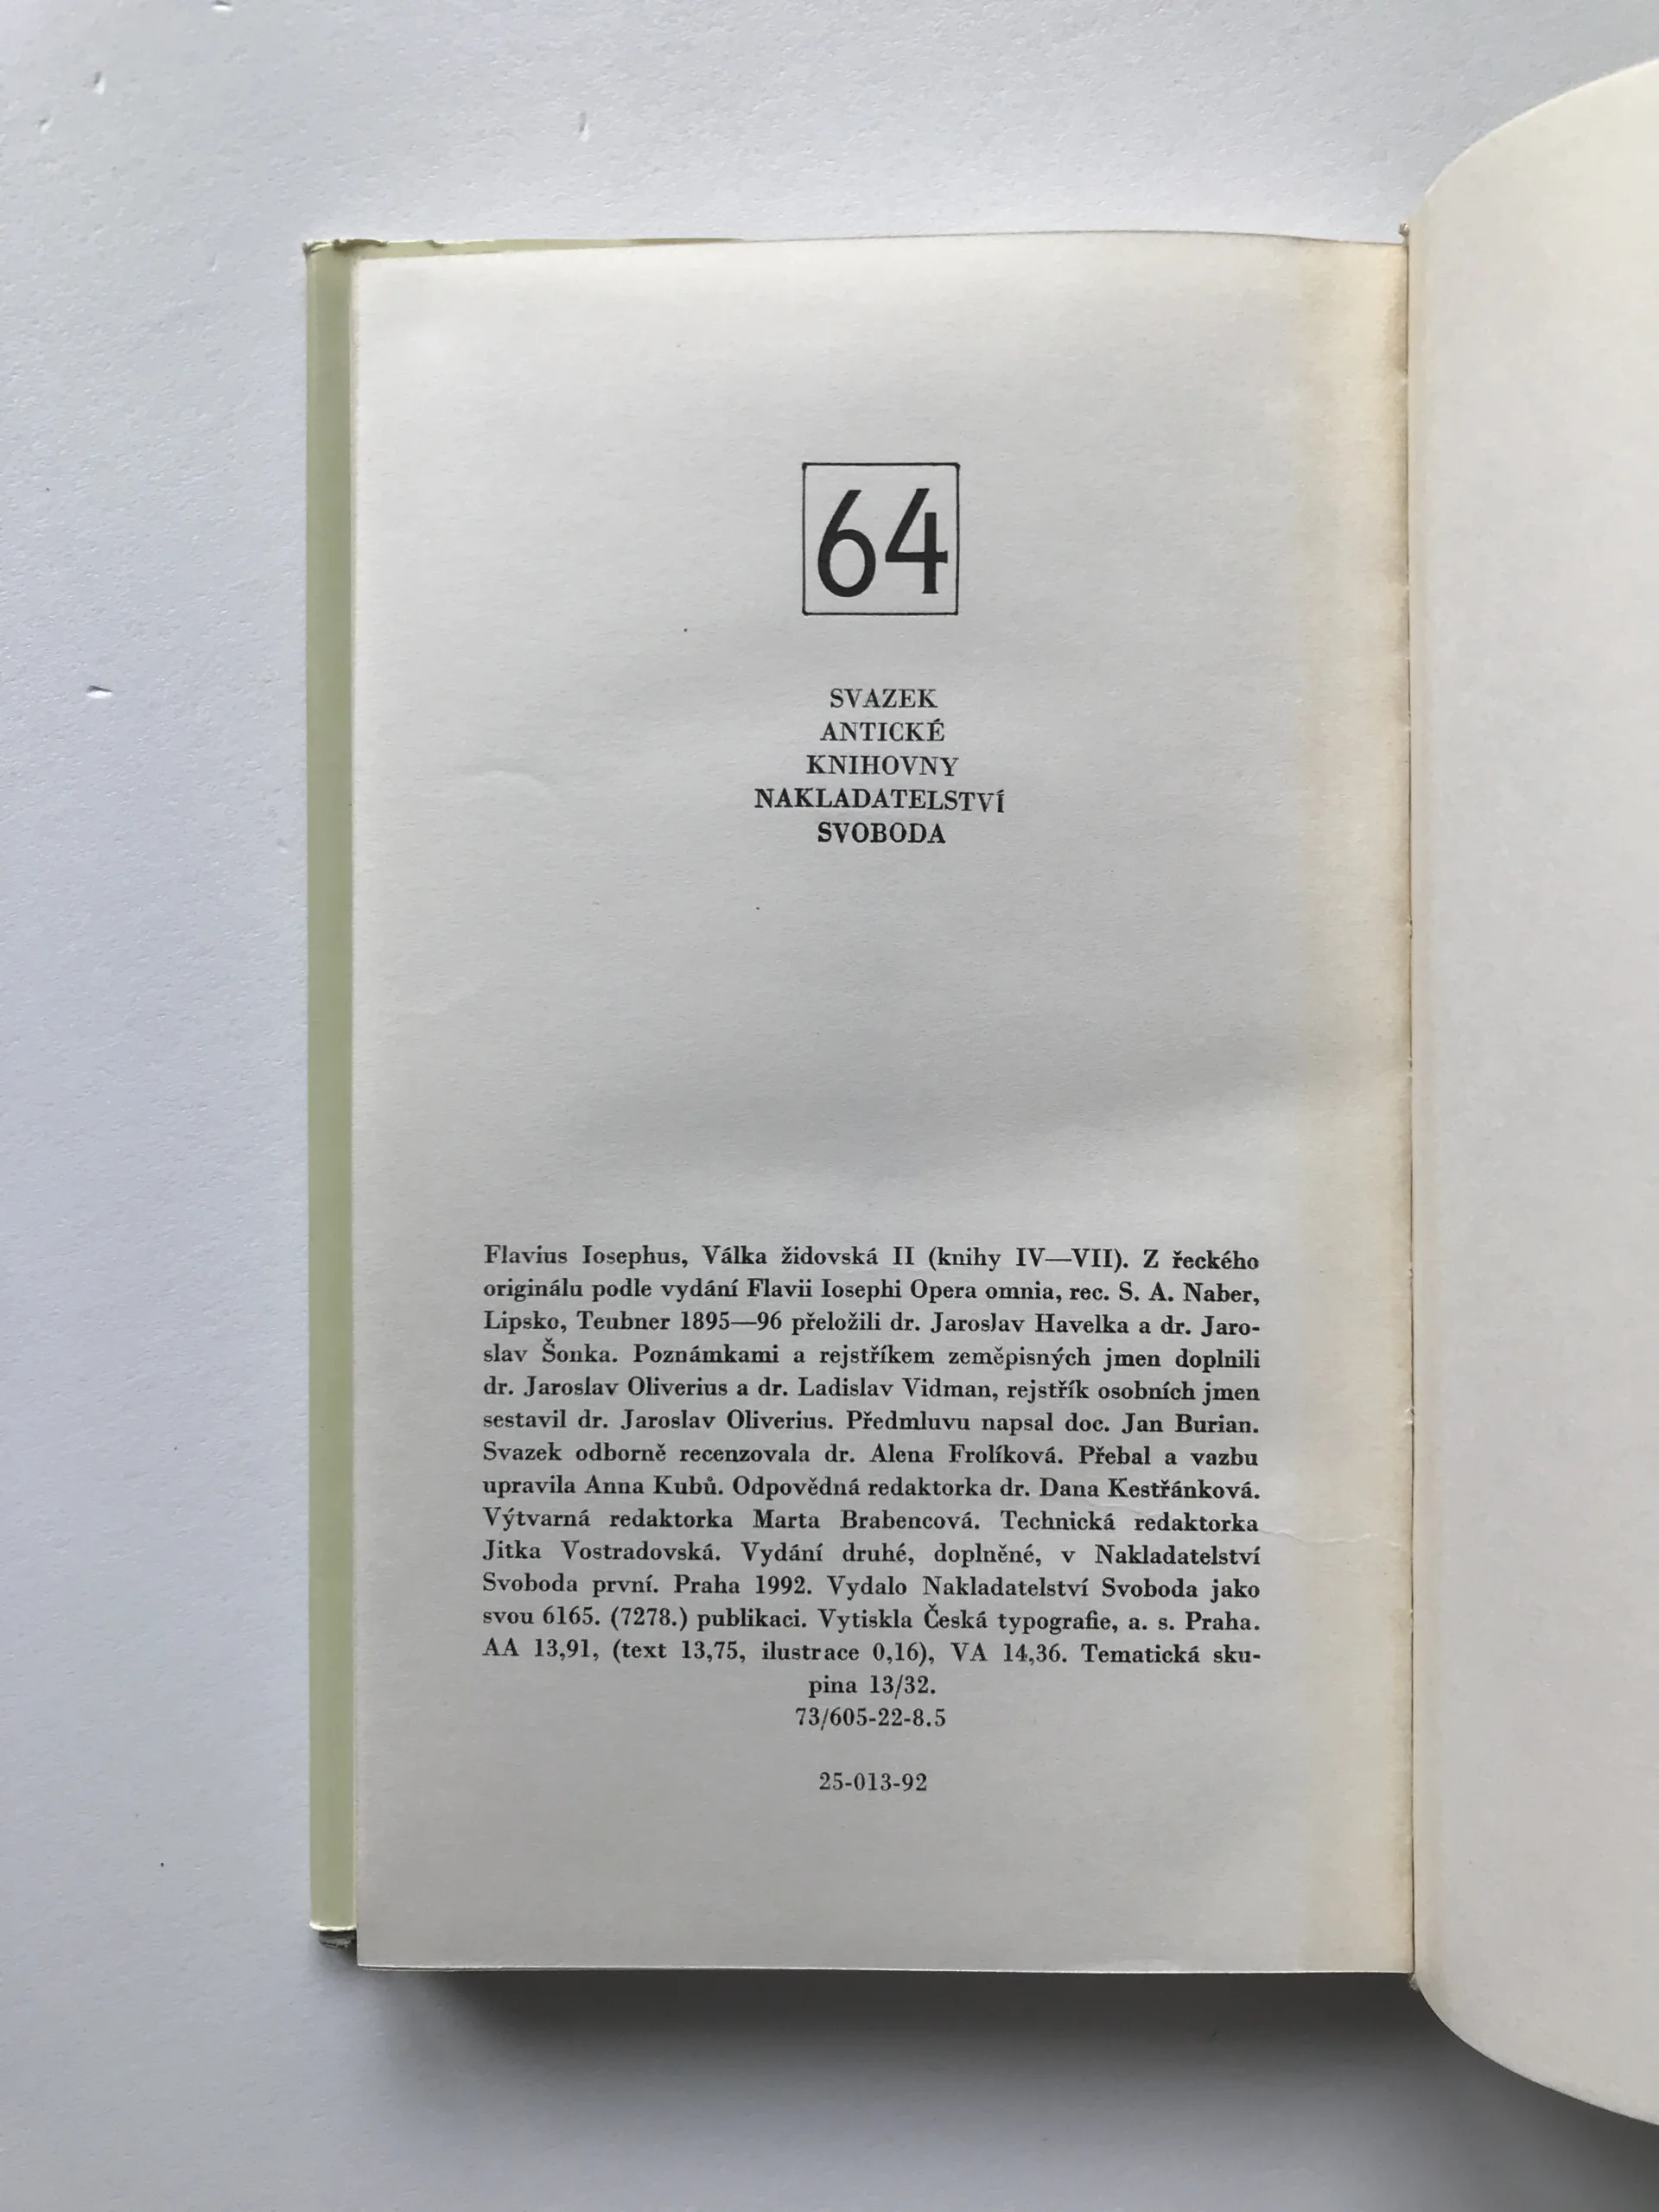 64
SVAZEK
ANTICKÉ
KNIHOVNY
NAKLADATELSTVÍ
SVOBODA
Flavius Iosephus, Válka židovská II (knihy IV—VII). Z řeckého
originálu podle vydání Flavii Iosephi Opera omnia, rec. S. A. Naber,
Lipsko, Teubner 1895—96 přeložili dr. Jaroslav Havelka a dr. Jaro-
slav Šonka. Poznámkami a rejstříkem zeměpisných jmen doplnili
dr. Jaroslav Oliverius a dr. Ladislav Vidman, rejstřík osobních jmen
sestavil dr. Jaroslav Oliverius. Předmluvu napsal doc. Jan Burian.
Svazek odborně recenzovala dr. Alena Frolíková. Přebal a vazbu
upravila Anna Kubů. Odpovědná redaktorka dr. Dana Kestřánková.
Výtvarná redaktorka Marta Brabencová. Technická redaktorka
Jitka Vostradovská. Vydání druhé, doplněné, v Nakladatelství
Svoboda první. Praha 1992. Vydalo Nakladatelství Svoboda jako
svou 6165. (7278.) publikaci. Vytiskla Česká typografie, a. s. Praha.
AA 13,91, (text 13,75, ilustrace 0,16), VA 14,36. Tematická sku-
pina 13/32.
73/605-22-8.5
25-013-92